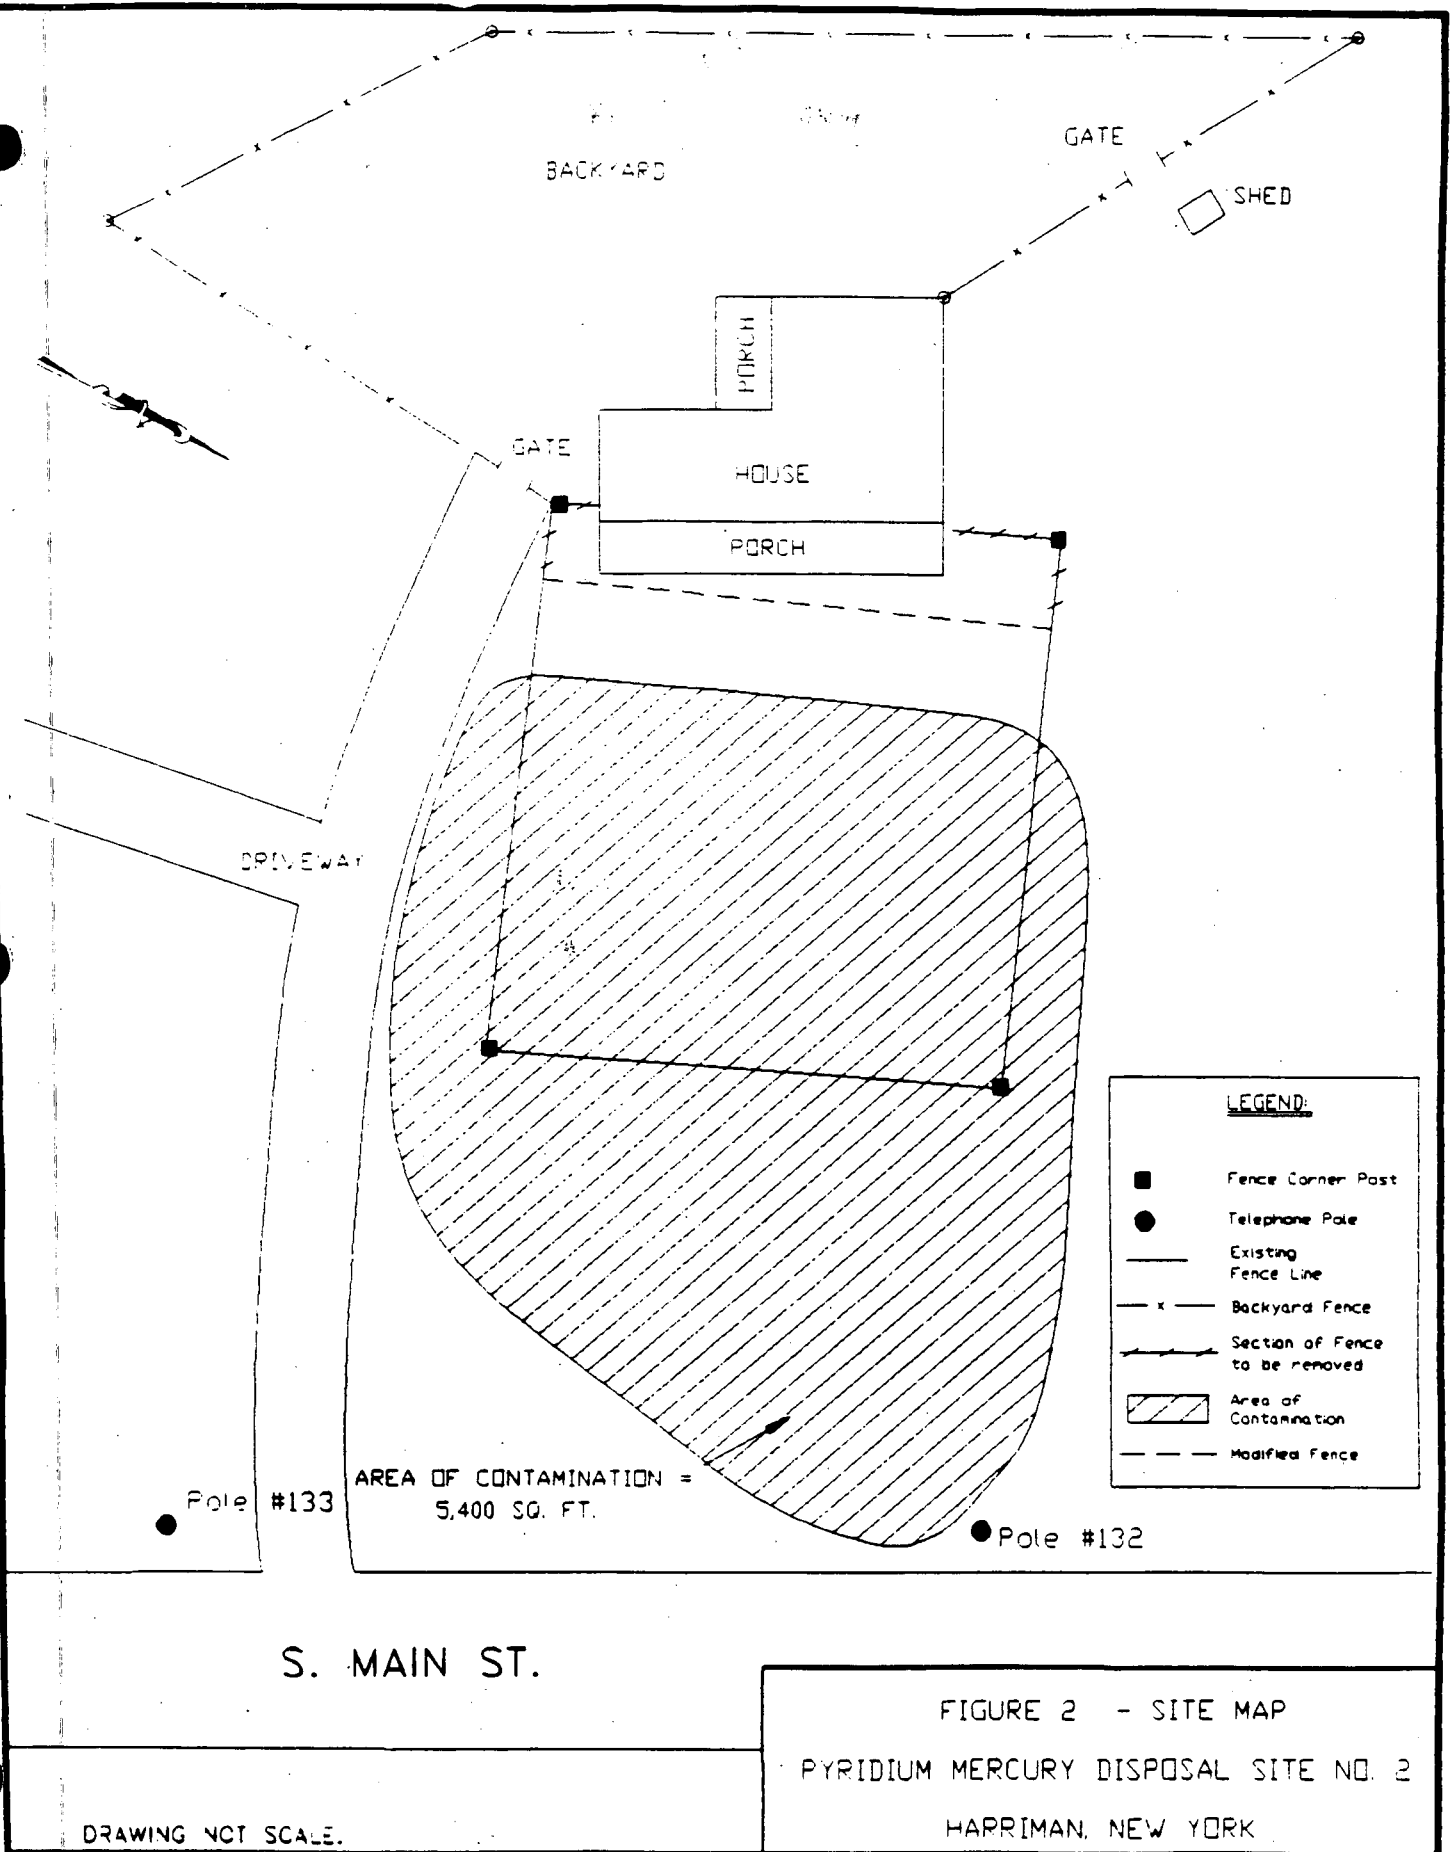 GATE
BACKYARD
SHED
PORCH
GATE
HOUSE
PORCH
DRIVEWAY
LEGEND:
Fence Corner Post
Telephone Pole
Existing
Fence Line
Backyard Fence
Section of Fence
to be removed
Area of
Contamination
Modified Fence
AREA OF CONTAMINATION =
5,400 SQ. FT.
Pole #133
Pole #132
S. MAIN ST.
FIGURE 2 - SITE MAP
PYRIDIUM MERCURY DISPOSAL SITE NO. 2
HARRIMAN, NEW YORK
DRAWING NOT SCALE.